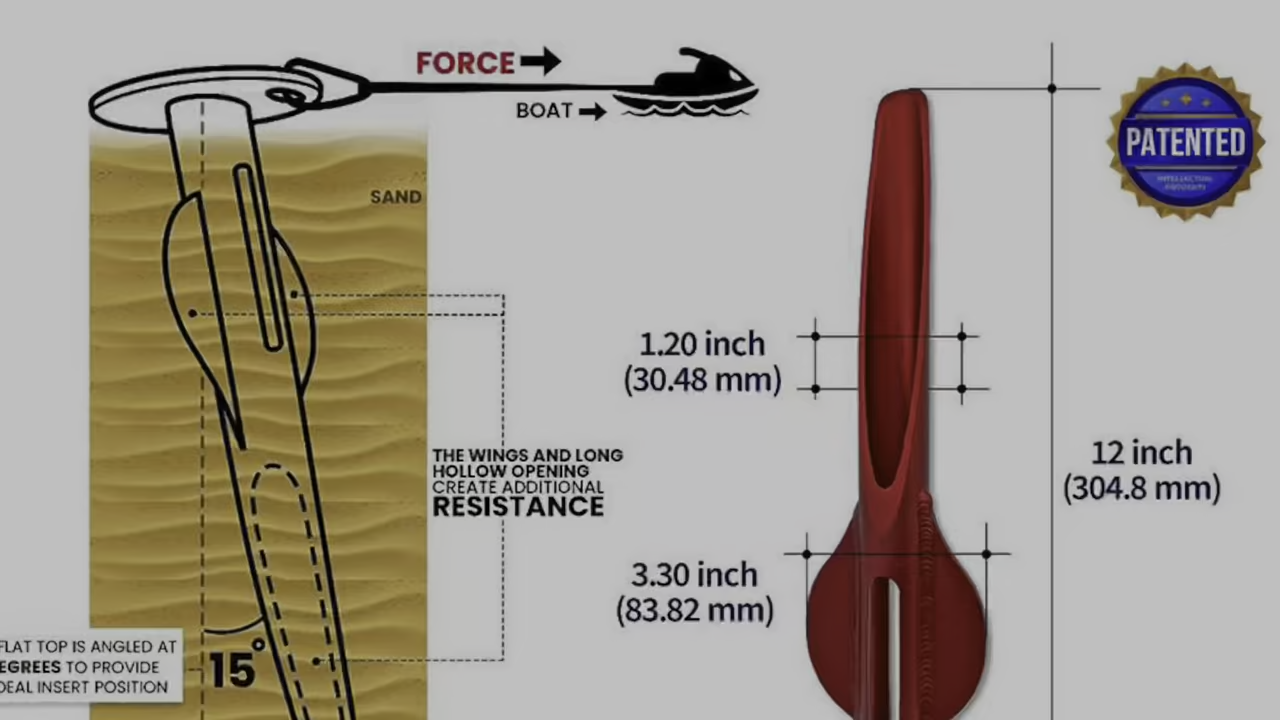 FORCE
BOAT
PATENTED
SAND
1.20 inch
(30.48 mm)
THE WINGS AND LONG
HOLLOW OPENING
CREATE ADDITIONAL
RESISTANCE
12 inch
(304.8 mm)
3.30 inch
(83.82 mm)
FLAT TOP IS ANGLED AT
EGREES TO PROVIDE
DEAL INSERT POSITION
15°